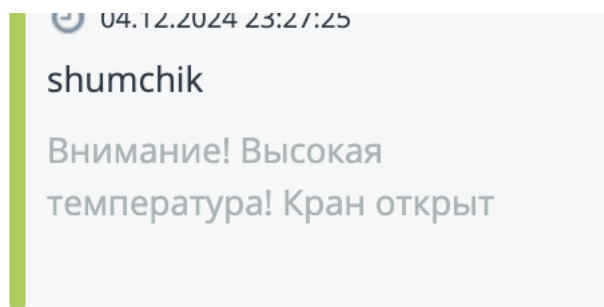 04.12.2024 23:27:25
shumchik
Внимание! Высокая
температура! Кран открыт